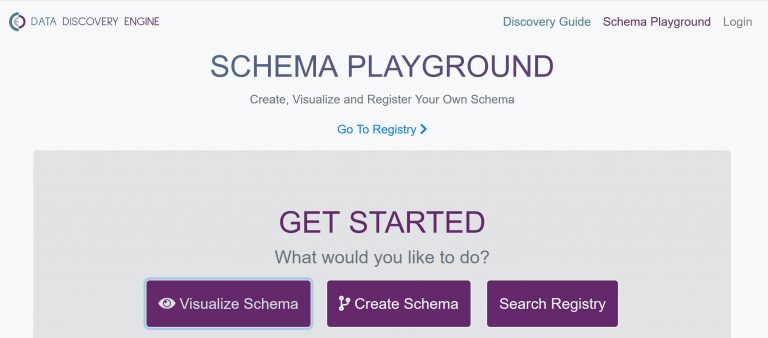 DATA DISCOVERY ENGINE
Discovery Guide Schema Playground Login
SCHEMA PLAYGROUND
Create, Visualize and Register Your Own Schema
Go To Registry
GET STARTED
What would you like to do?
Visualize Schema Create Schema Search Registry